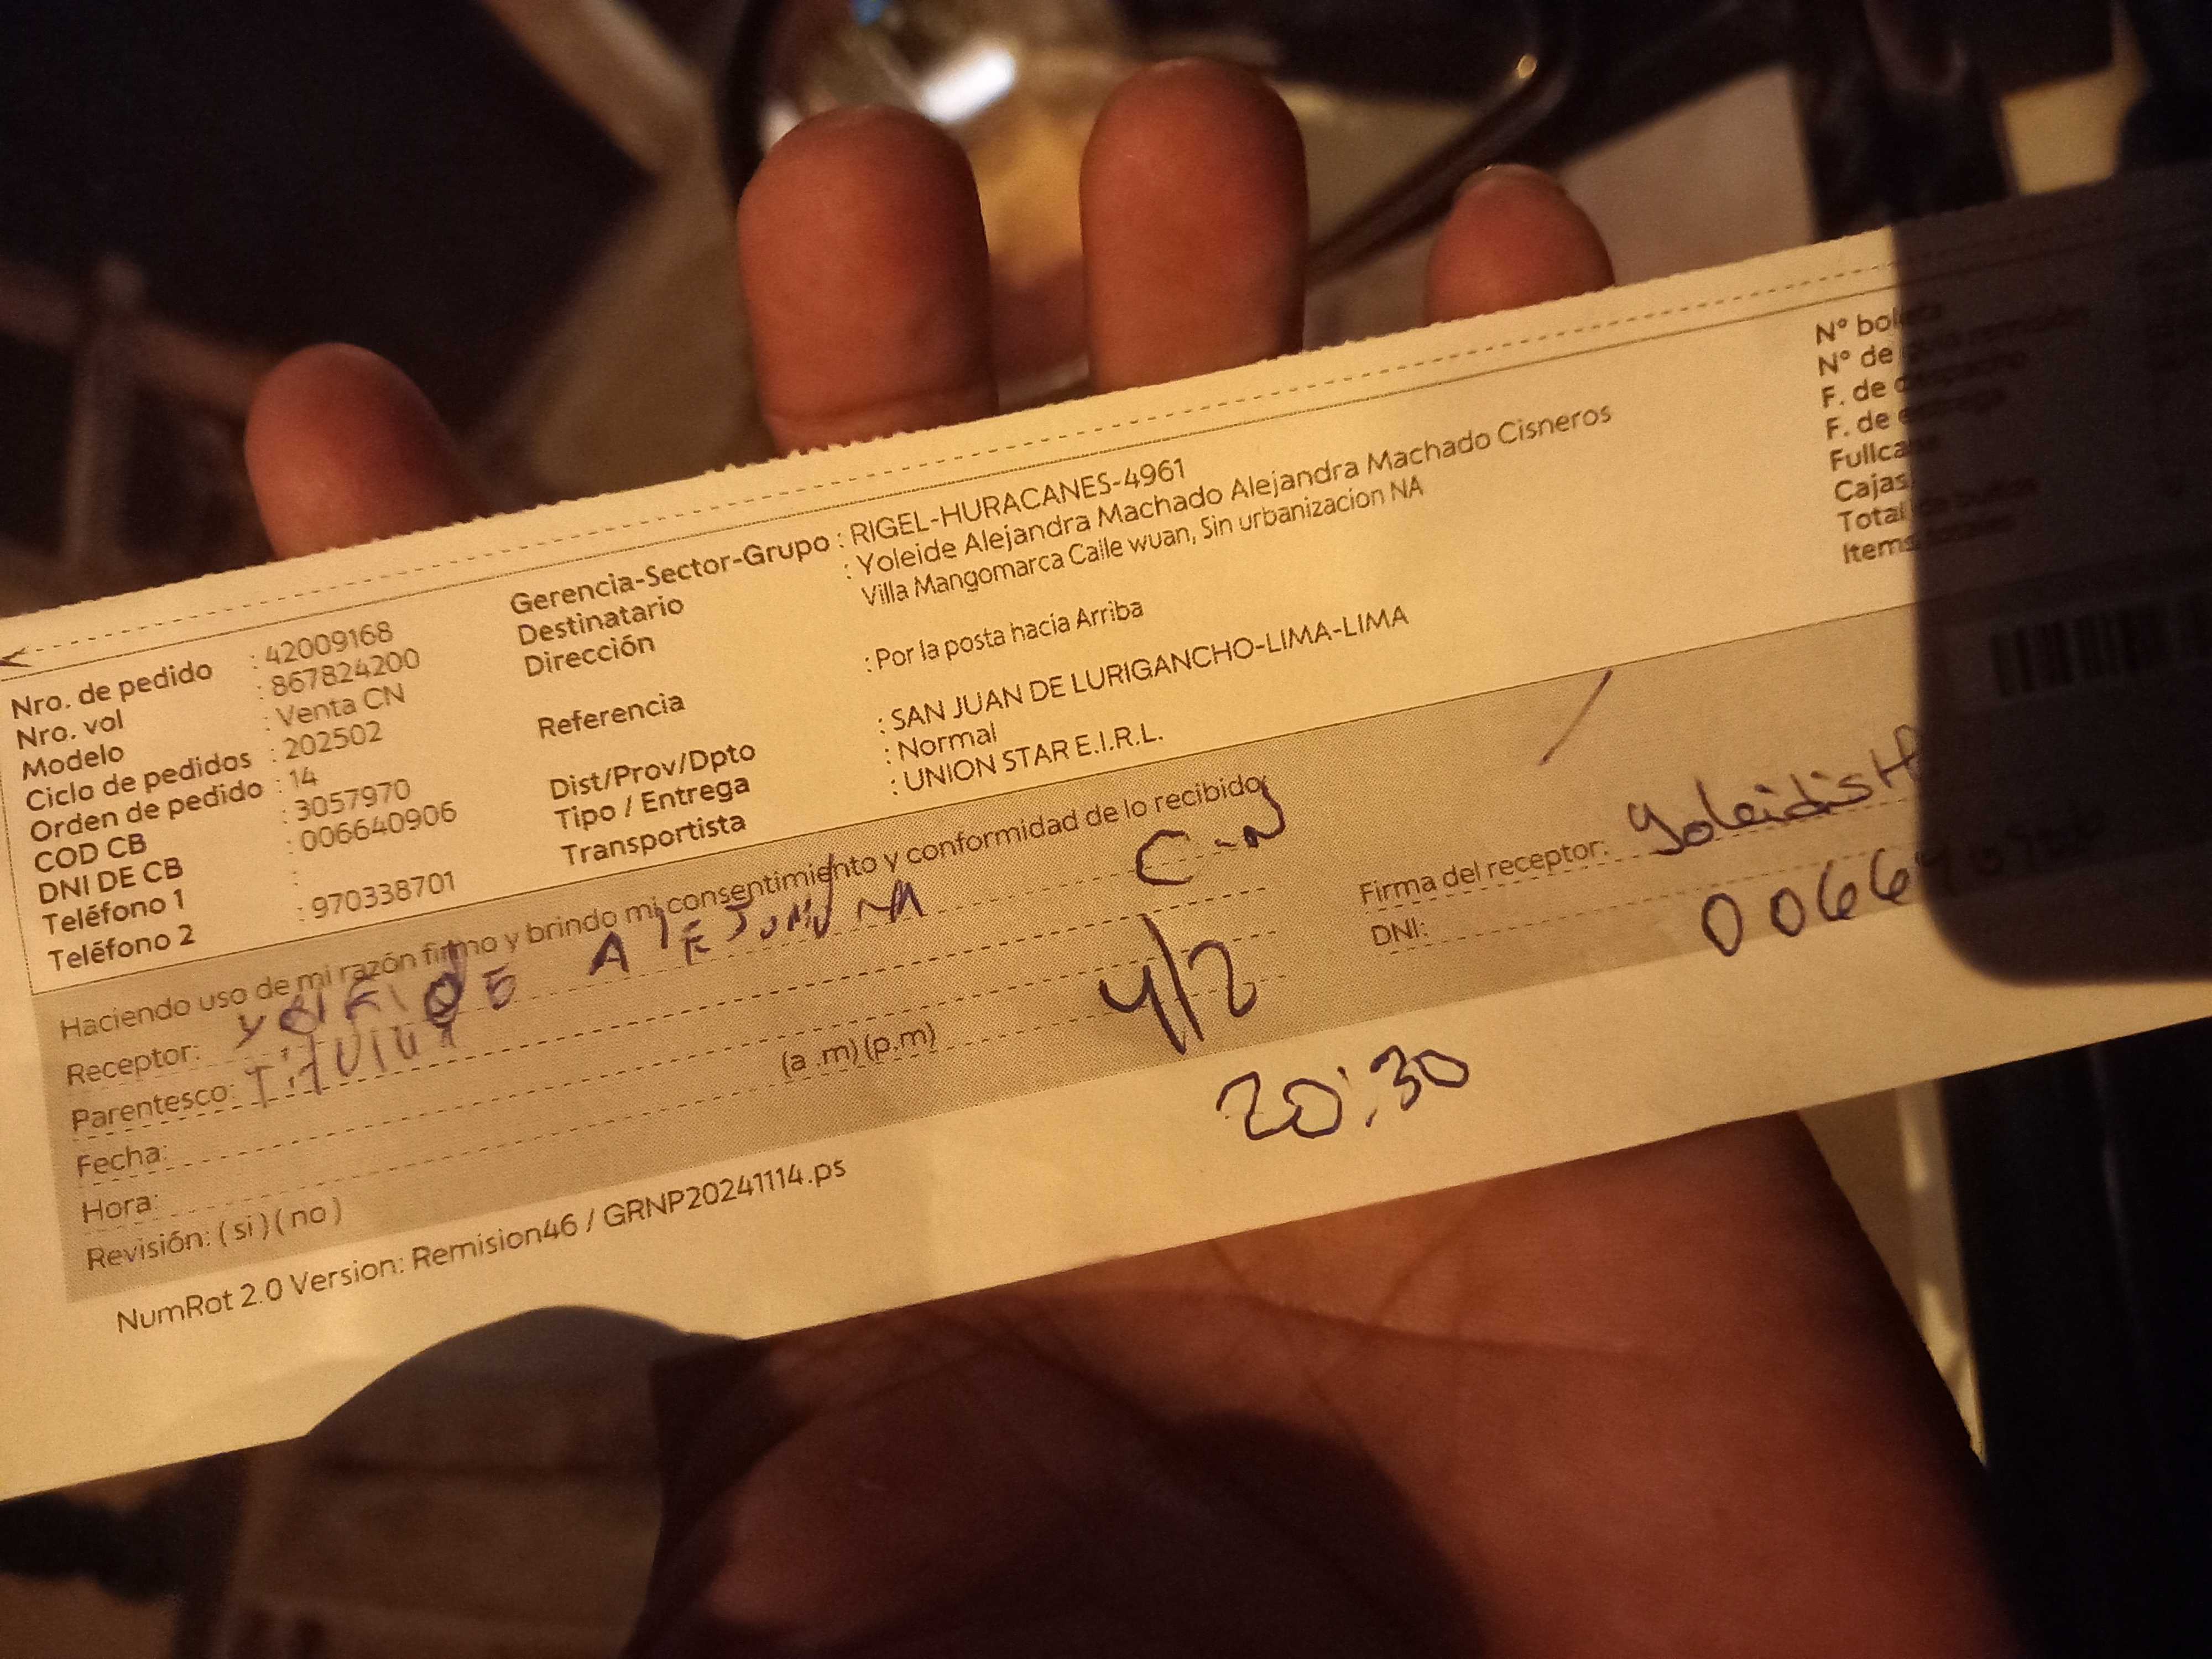 Nro. de pedido : 42009168
Nro. vol : 867824200
Modelo : Venta CN
Ciclo de pedidos : 202502
Orden de pedido : 14
COD CB : 3057970
DNI DE CB : 006640906
Teléfono 1 :
Teléfono 2 : 970338701
Gerencia-Sector-Grupo : RIGEL-HURACANES-4961
Destinatario : Yoleide Alejandra Machado Alejandra Machado Cisneros
Dirección Villa Mangomarca Calle wuan, Sin urbanizacion NA
Referencia : Por la posta hacia Arriba
Dist/Prov/Dpto : SAN JUAN DE LURIGANCHO-LIMA-LIMA
Tipo / Entrega : Normal
Transportista : UNION STAR E.I.R.L.
N° boleta
N° de
F. de
F. de
Cajas
Total
Items
Haciendo uso de mi razón firmo y brindo mi consentimiento y conformidad de lo recibido:
Receptor:
Parentesco:
Fecha: 4/2
Hora: (a .m) (p.m) 20:30
Revisión: ( si ) ( no )
Firma del receptor:
DNI:
NumRot 2.0 Version: Remision46 / GRNP20241114.ps